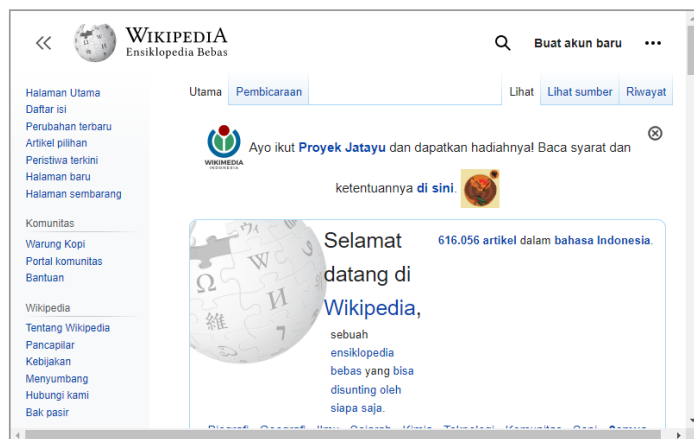 WIKIPEDIA
Ensiklopedia Bebas
Buat akun baru
Halaman Utama
Daftar isi
Perubahan terbaru
Artikel pilihan
Peristiwa terkini
Halaman baru
Halaman sembarang
Komunitas
Warung Kopi
Portal komunitas
Bantuan
Wikipedia
Tentang Wikipedia
Pancapilar
Kebijakan
Menyumbang
Hubungi kami
Bak pasir
Utama Pembicaraan Lihat Lihat sumber Riwayat
WIKIMEDIA
INDONESIA
Ayo ikut Proyek Jatayu dan dapatkan hadiahnya! Baca syarat dan
ketentuannya di sini.
Selamat
datang di
Wikipedia,
sebuah
ensiklopedia
bebas yang bisa
disunting oleh
siapa saja.
616.056 artikel dalam bahasa Indonesia.
Ω W И 維 7